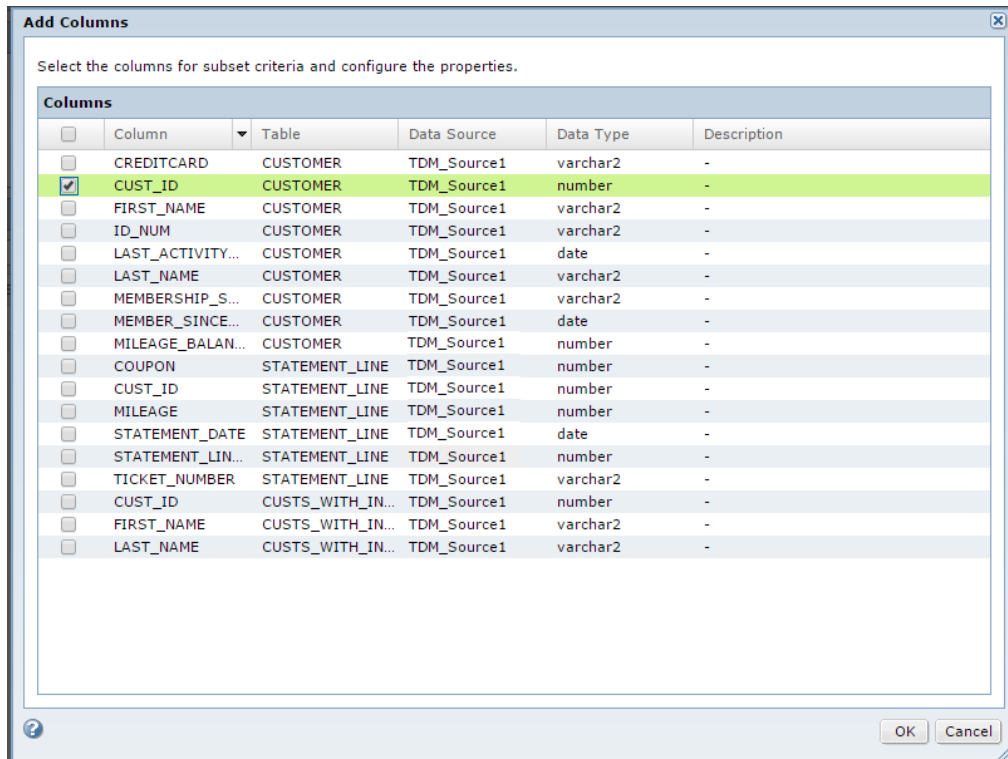 Add Columns
Select the columns for subset criteria and configure the properties.
Columns
Column Table Data Source Data Type Description
CREDITCARD CUSTOMER TDM_Source1 varchar2 -
CUST_ID CUSTOMER TDM_Source1 number -
FIRST_NAME CUSTOMER TDM_Source1 varchar2 -
ID_NUM CUSTOMER TDM_Source1 varchar2 -
LAST_ACTIVITY... CUSTOMER TDM_Source1 date -
LAST_NAME CUSTOMER TDM_Source1 varchar2 -
MEMBERSHIP_S... CUSTOMER TDM_Source1 varchar2 -
MEMBER_SINCE... CUSTOMER TDM_Source1 date -
MILEAGE_BALAN... CUSTOMER TDM_Source1 number -
COUPON STATEMENT_LINE TDM_Source1 number -
CUST_ID STATEMENT_LINE TDM_Source1 number -
MILEAGE STATEMENT_LINE TDM_Source1 number -
STATEMENT_DATE STATEMENT_LINE TDM_Source1 date -
STATEMENT_LIN... STATEMENT_LINE TDM_Source1 number -
TICKET_NUMBER STATEMENT_LINE TDM_Source1 varchar2 -
CUST_ID CUSTS_WITH_IN... TDM_Source1 number -
FIRST_NAME CUSTS_WITH_IN... TDM_Source1 varchar2 -
LAST_NAME CUSTS_WITH_IN... TDM_Source1 varchar2 -
? OK Cancel